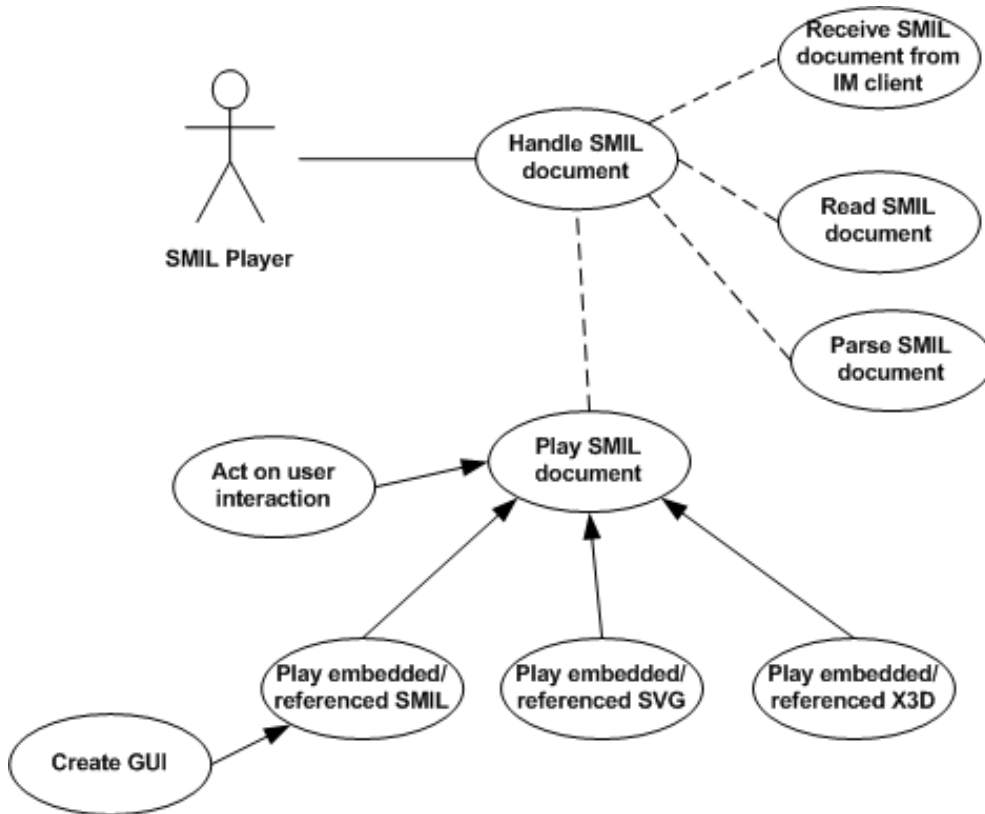 Receive SMIL
document from
IM client
Handle SMIL
document
Read SMIL
document
SMIL Player
Parse SMIL
document
Play SMIL
document
Act on user
interaction
Play embedded/
referenced SMIL
Play embedded/
referenced SVG
Play embedded/
referenced X3D
Create GUI